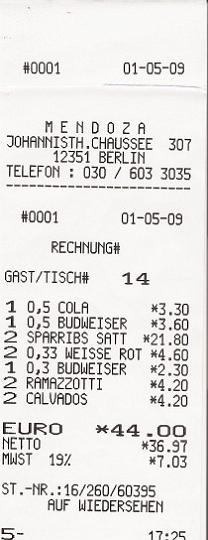 #0001 01-05-09
MENDOZA
JOHANNISTH.CHAUSSEE 307
12351 BERLIN
TELEFON : 030 / 603 3035
--------------------------
#0001 01-05-09
RECHNUNG#
GAST/TISCH# 14
1 0,5 COLA *3.30
1 0,5 BUDWEISER *3.60
2 SPARRIBS SATT *21.80
2 0,33 WEISSE ROT *4.60
1 0,3 BUDWEISER *2.30
2 RAMAZZOTTI *4.20
2 CALVADOS *4.20
EURO *44.00
NETTO *36.97
MWST 19% *7.03
ST.-NR.:16/260/60395
AUF WIEDERSEHEN
5- 17:25